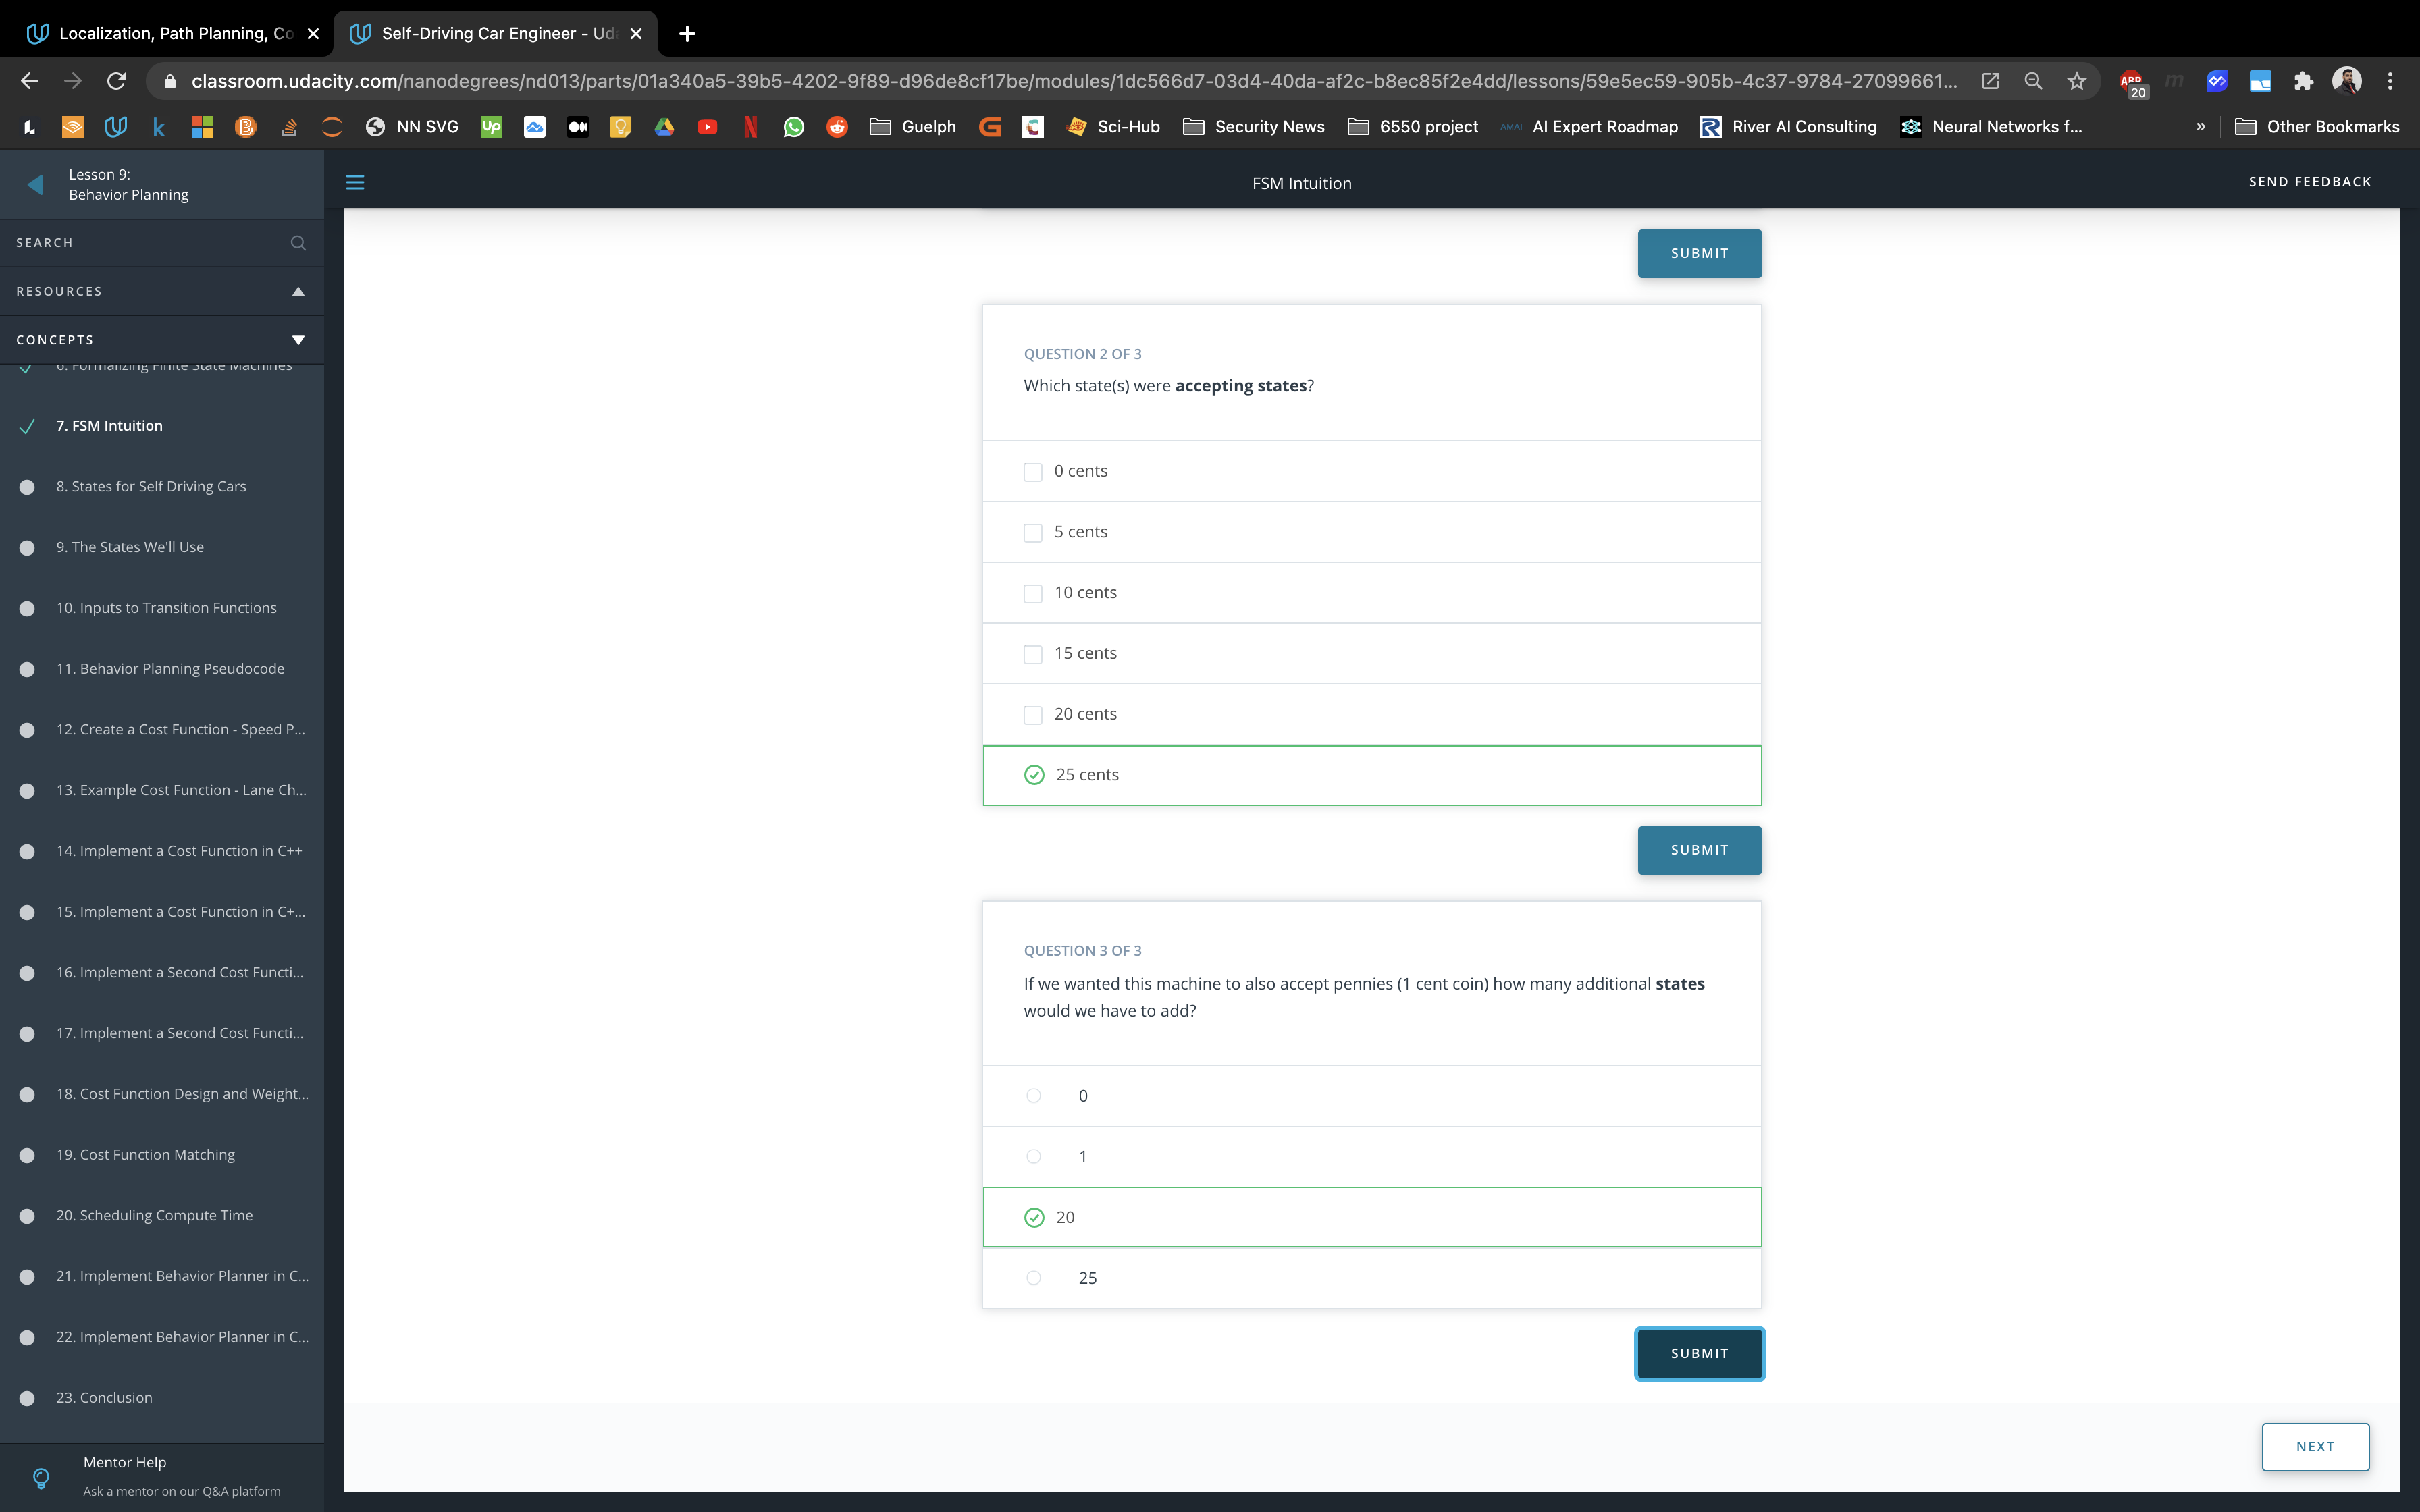 Localization, Path Planning, Co
Self-Driving Car Engineer - Uda
classroom.udacity.com/nanodegrees/nd013/parts/01a340a5-39b5-4202-9f89-d96de8cf17be/modules/1dc566d7-03d4-40da-af2c-b8ec85f2e4dd/lessons/59e5ec59-905b-4c37-9784-27099661...
ABP
20
NN SVG
UP
Guelph
Sci-Hub
Security News
6550 project
AMAI
AI Expert Roadmap
River AI Consulting
Neural Networks f...
»
Other Bookmarks
Lesson 9:
Behavior Planning
FSM Intuition
SEND FEEDBACK
SEARCH
RESOURCES
CONCEPTS
6. Formalizing Finite State Machines
7. FSM Intuition
8. States for Self Driving Cars
9. The States We'll Use
10. Inputs to Transition Functions
11. Behavior Planning Pseudocode
12. Create a Cost Function - Speed P...
13. Example Cost Function - Lane Ch...
14. Implement a Cost Function in C++
15. Implement a Cost Function in C+...
16. Implement a Second Cost Functi...
17. Implement a Second Cost Functi...
18. Cost Function Design and Weight...
19. Cost Function Matching
20. Scheduling Compute Time
21. Implement Behavior Planner in C...
22. Implement Behavior Planner in C...
23. Conclusion
Mentor Help
Ask a mentor on our Q&A platform
SUBMIT
QUESTION 2 OF 3
Which state(s) were accepting states?
0 cents
5 cents
10 cents
15 cents
20 cents
25 cents
SUBMIT
QUESTION 3 OF 3
If we wanted this machine to also accept pennies (1 cent coin) how many additional states
would we have to add?
0
1
20
25
SUBMIT
NEXT